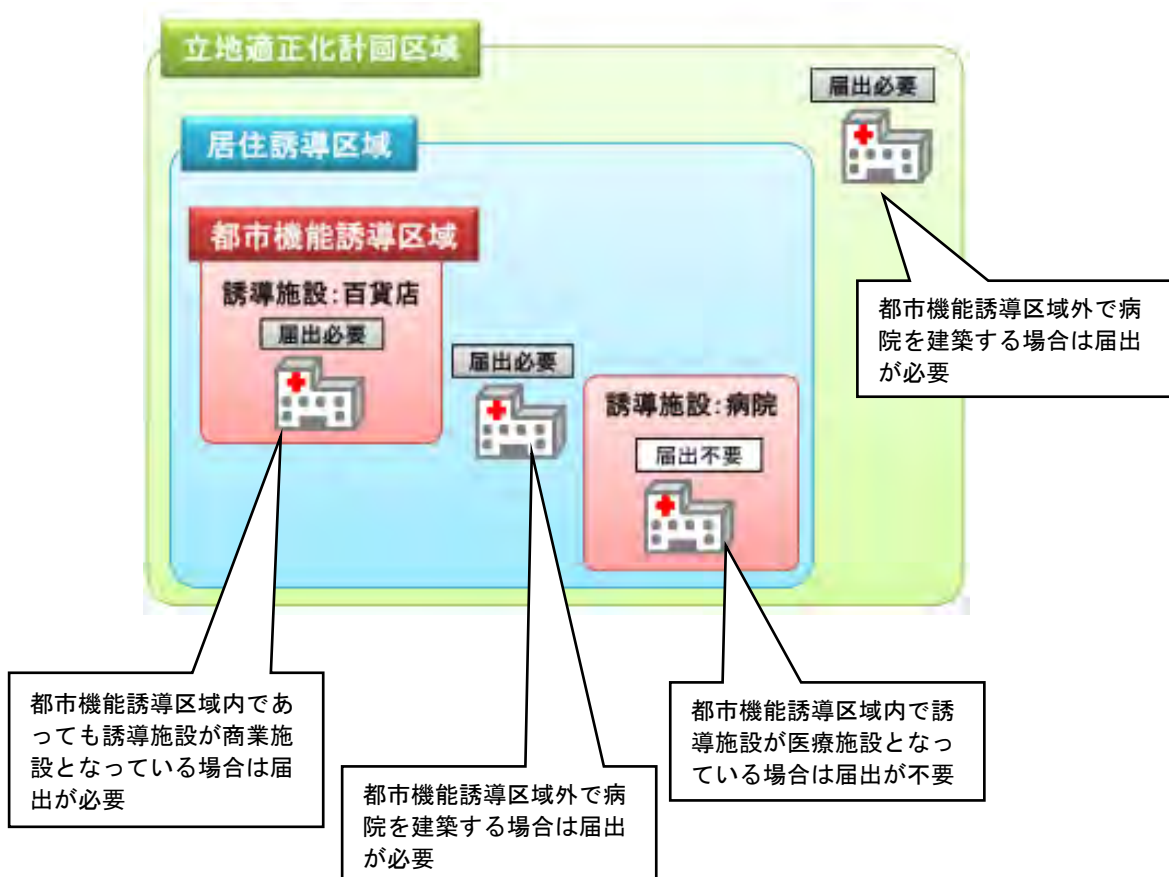 立地適正化計画区域
届出必要
居住誘導区域
都市機能誘導区域
誘導施設:百貨店
届出必要
届出必要
誘導施設:病院
届出不要
都市機能誘導区域外で病
院を建築する場合は届出
が必要
都市機能誘導区域内であ
っても誘導施設が商業施
設となっている場合は届
出が必要
都市機能誘導区域外で病
院を建築する場合は届出
が必要
都市機能誘導区域内で誘
導施設が医療施設となっ
ている場合は届出が不要